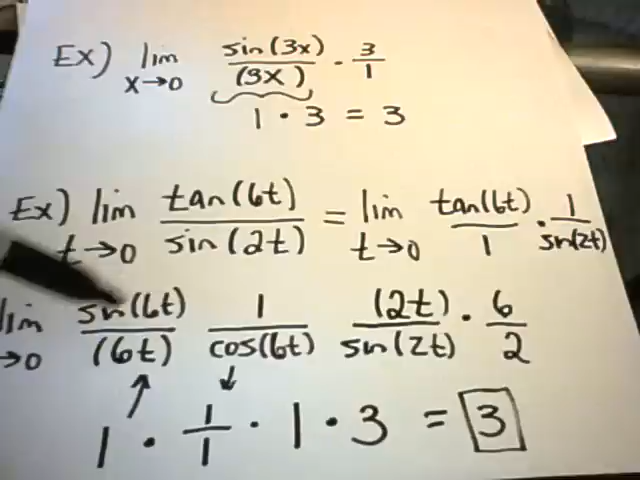 Ex) lim x→0 sin(3x)/(3x) · 3/1
1 · 3 = 3
Ex) lim t→0 tan(6t)/sin(2t) = lim t→0 tan(6t)/1 · 1/sin(2t)
lim →0 sin(6t)/(6t) 1/cos(6t) (2t)/sin(2t) · 6/2
1 · 1/1 · 1 · 3 = 3